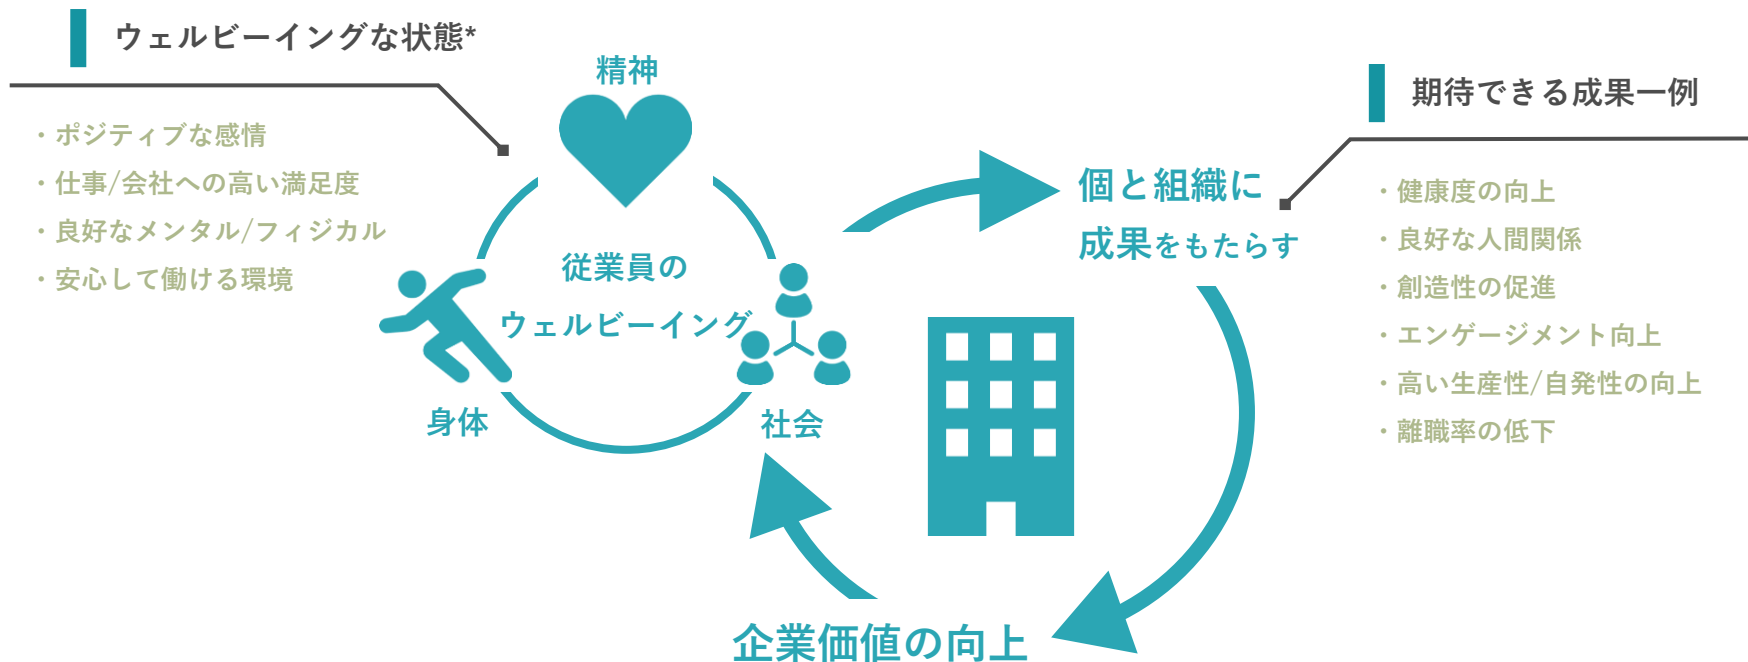 ウェルビーイングな状態*
・ポジティブな感情
・仕事/会社への高い満足度
・良好なメンタル/フィジカル
・安心して働ける環境
精神
従業員の
ウェルビーイング
身体
社会
個と組織に
成果をもたらす
企業価値の向上
期待できる成果一例
・健康度の向上
・良好な人間関係
・創造性の促進
・エンゲージメント向上
・高い生産性/自発性の向上
・離職率の低下